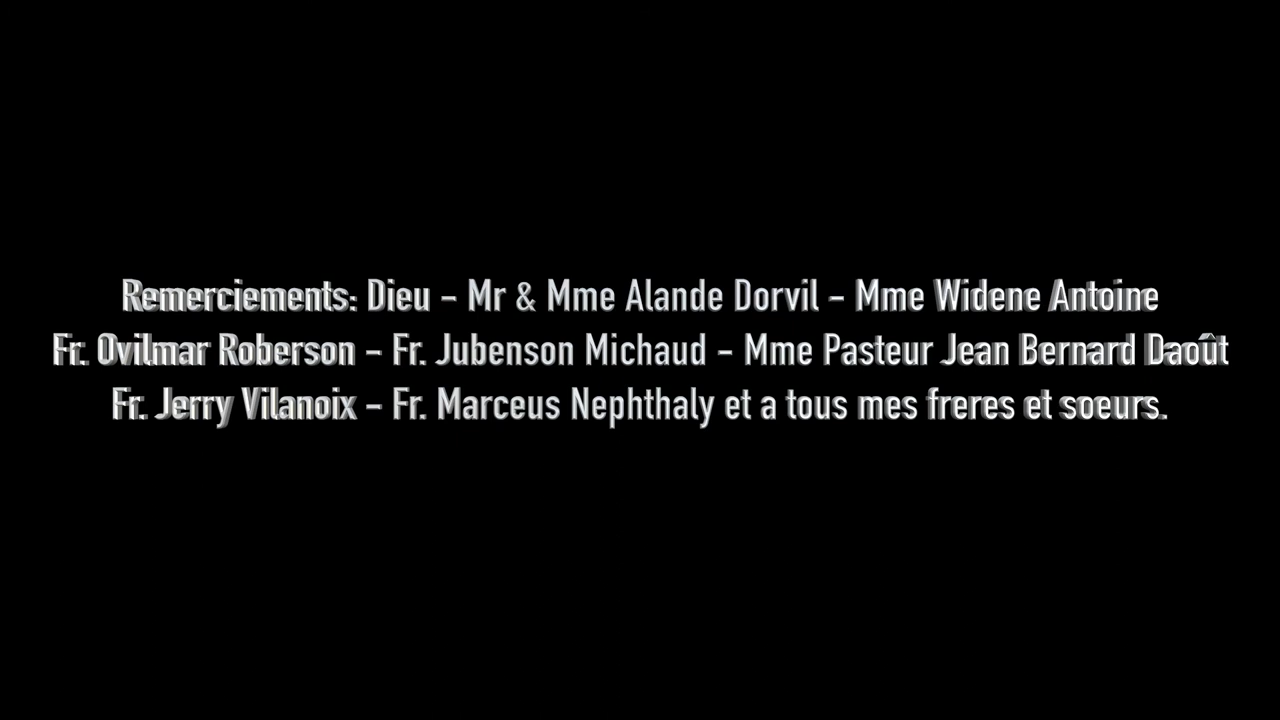 Remerciements: Dieu - Mr & Mme Alande Dorvil - Mme Widene Antoine
Fr. Ovilmar Roberson - Fr. Jubenson Michaud - Mme Pasteur Jean Bernard Daoût
Fr. Jerry Vilanoix - Fr. Marceus Nephthaly et a tous mes freres et soeurs.